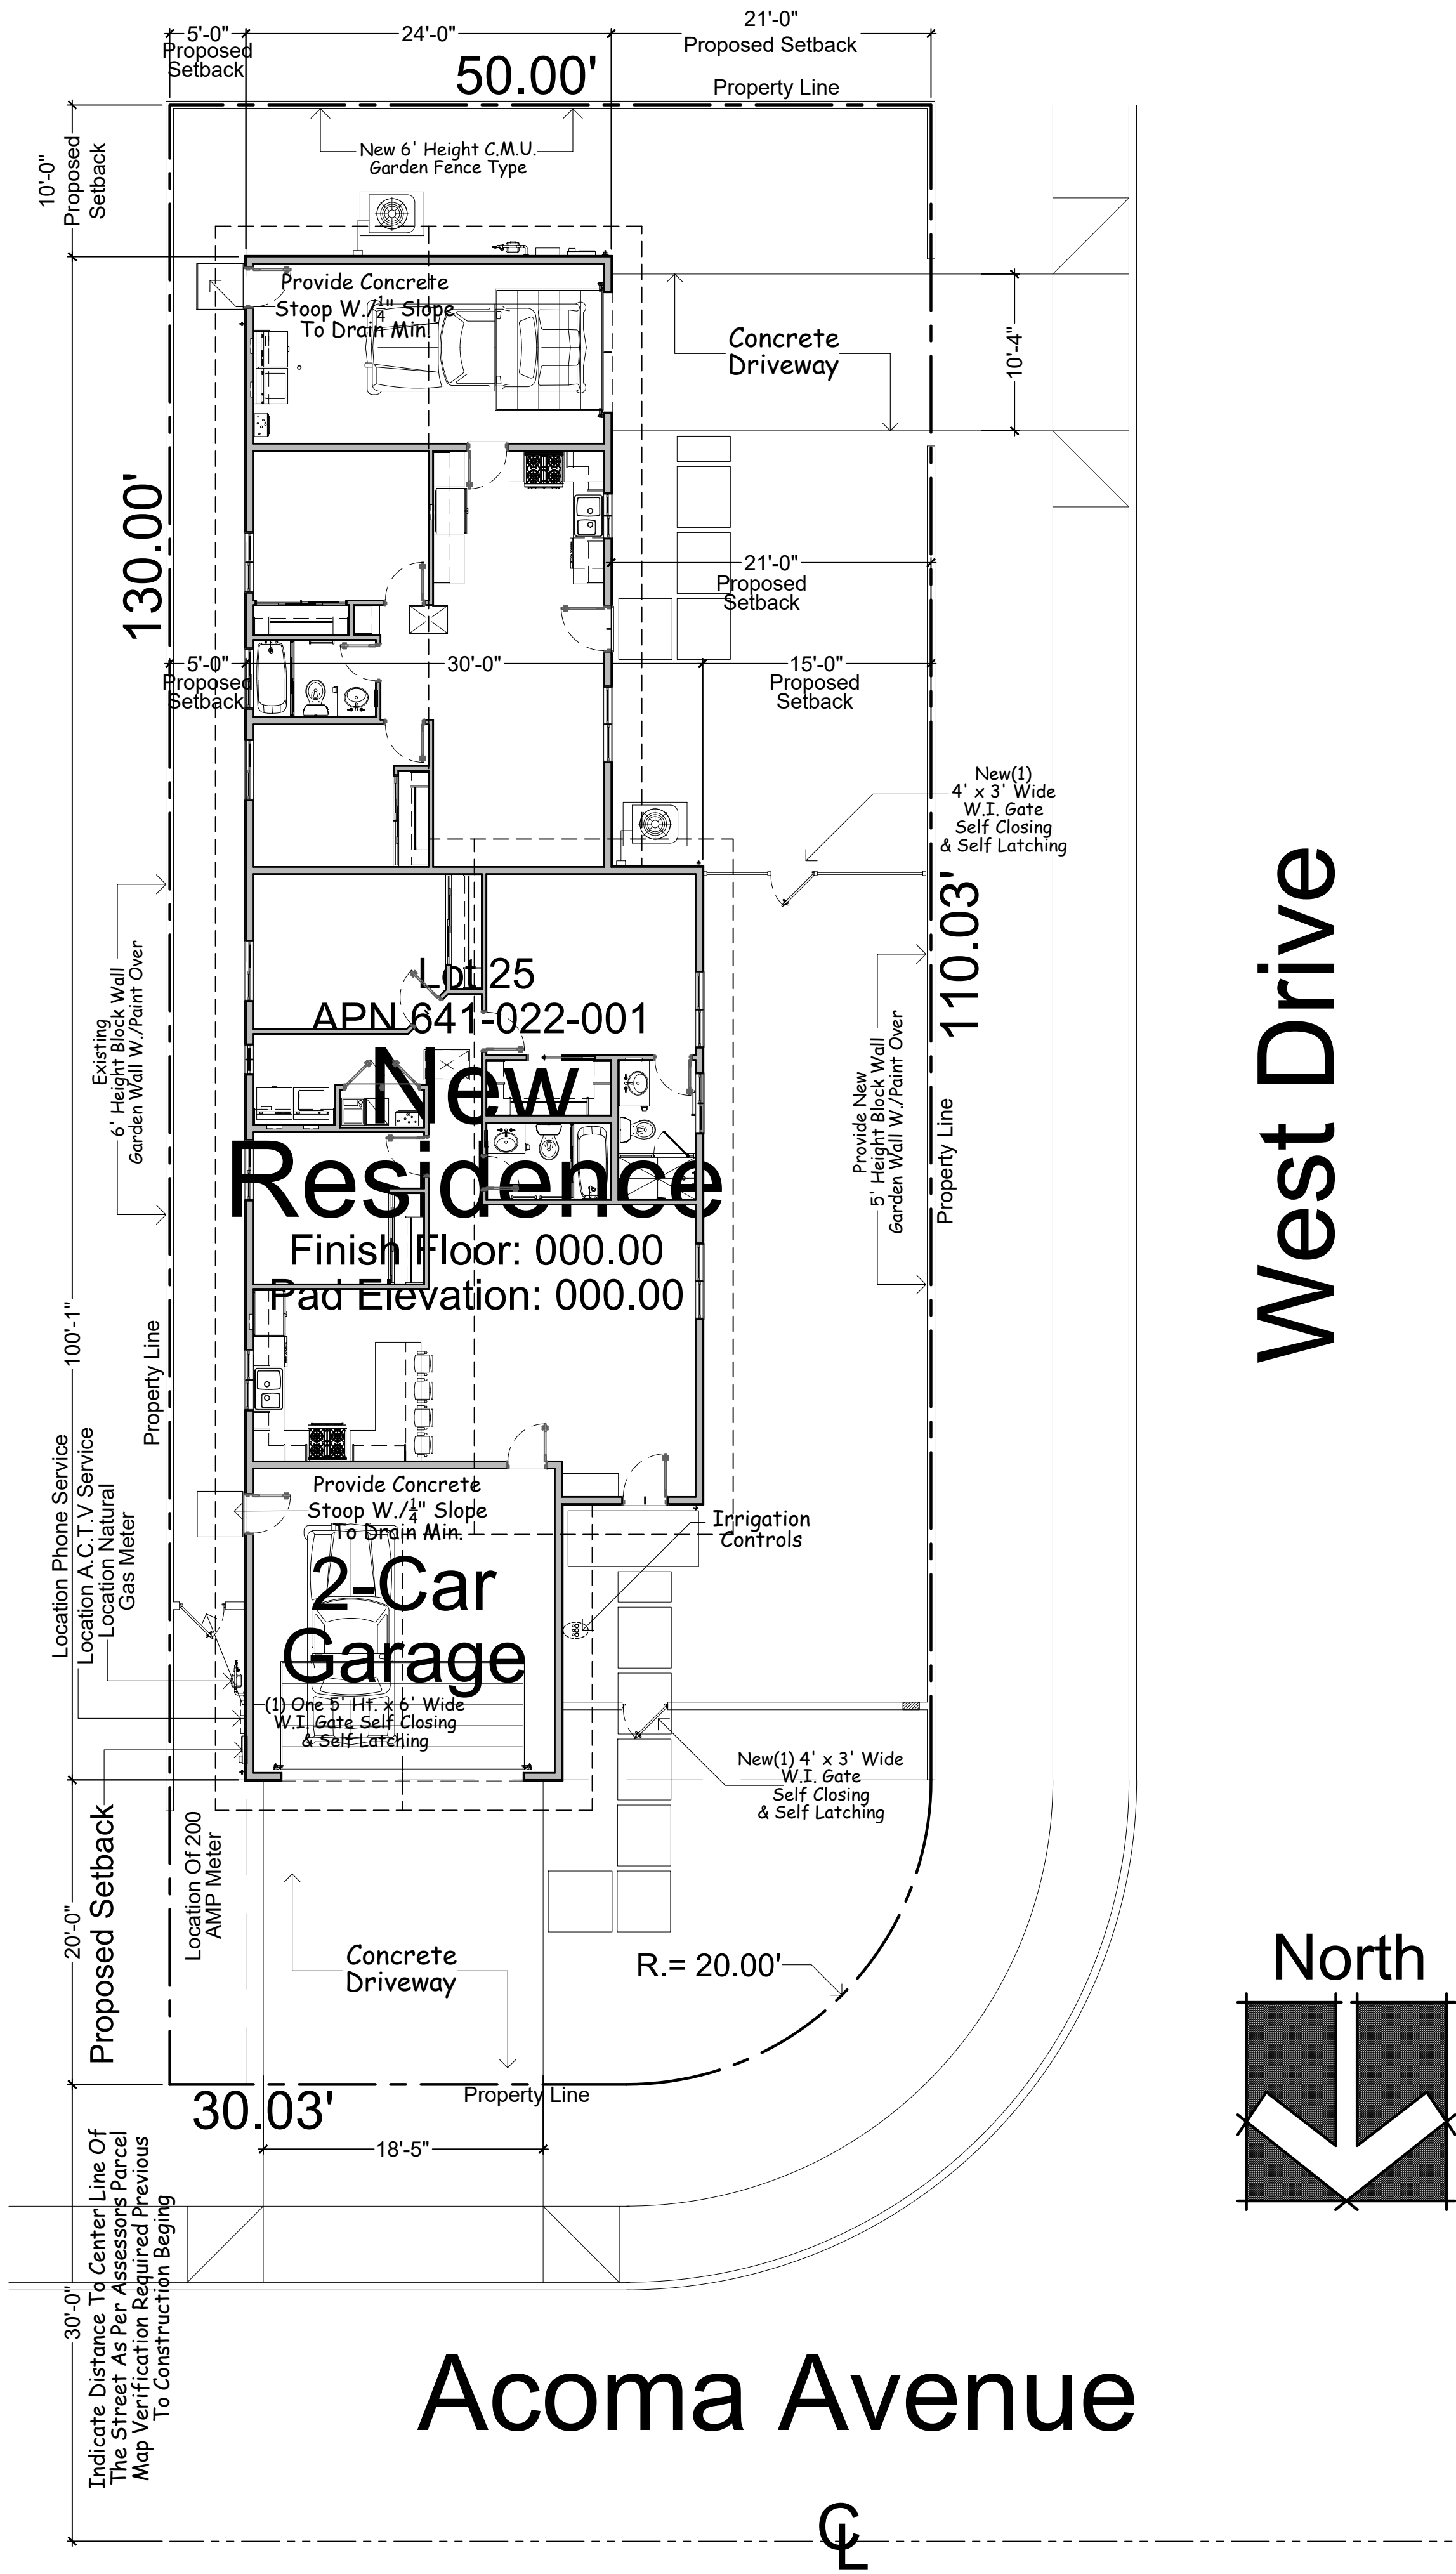 5'-0"
Proposed
Setback
24'-0"
21'-0"
Proposed Setback
50.00'
Property Line
10'-0"
Proposed
Setback
New 6' Height C.M.U.
Garden Fence Type
Provide Concrete
Stoop W./1/4" Slope
To Drain Min.
Concrete
Driveway
10'-4"
130.00'
21'-0"
Proposed
Setback
5'-0"
Proposed
Setback
30'-0"
15'-0"
Proposed
Setback
New(1)
4' x 3' Wide
W.I. Gate
Self Closing
& Self Latching
110.03'
West Drive
Existing
6' Height Block Wall
Garden Wall W./Paint Over
Lot 25
APN 641-022-001
New
Residence
Finish Floor: 000.00
Pad Elevation: 000.00
Provide New
5' Height Block Wall
Garden Wall W./Paint Over
Property Line
100'-1"
Property Line
Location Phone Service
Location A.C.T.V Service
Location Natural
Gas Meter
Provide Concrete
Stoop W./1/4" Slope
To Drain Min.
Irrigation
Controls
2-Car
Garage
(1) One 5' Ht. x 6' Wide
W.I. Gate Self Closing
& Self Latching
New(1) 4' x 3' Wide
W.I. Gate
Self Closing
& Self Latching
20'-0"
Proposed Setback
Location Of 200
AMP Meter
Concrete
Driveway
R.= 20.00'
North
30.03'
Property Line
18'-5"
30'-0"
Indicate Distance To Center Line Of
The Street As Per Assessors Parcel
Map Verification Required Previous
To Construction Beging
Acoma Avenue
CL